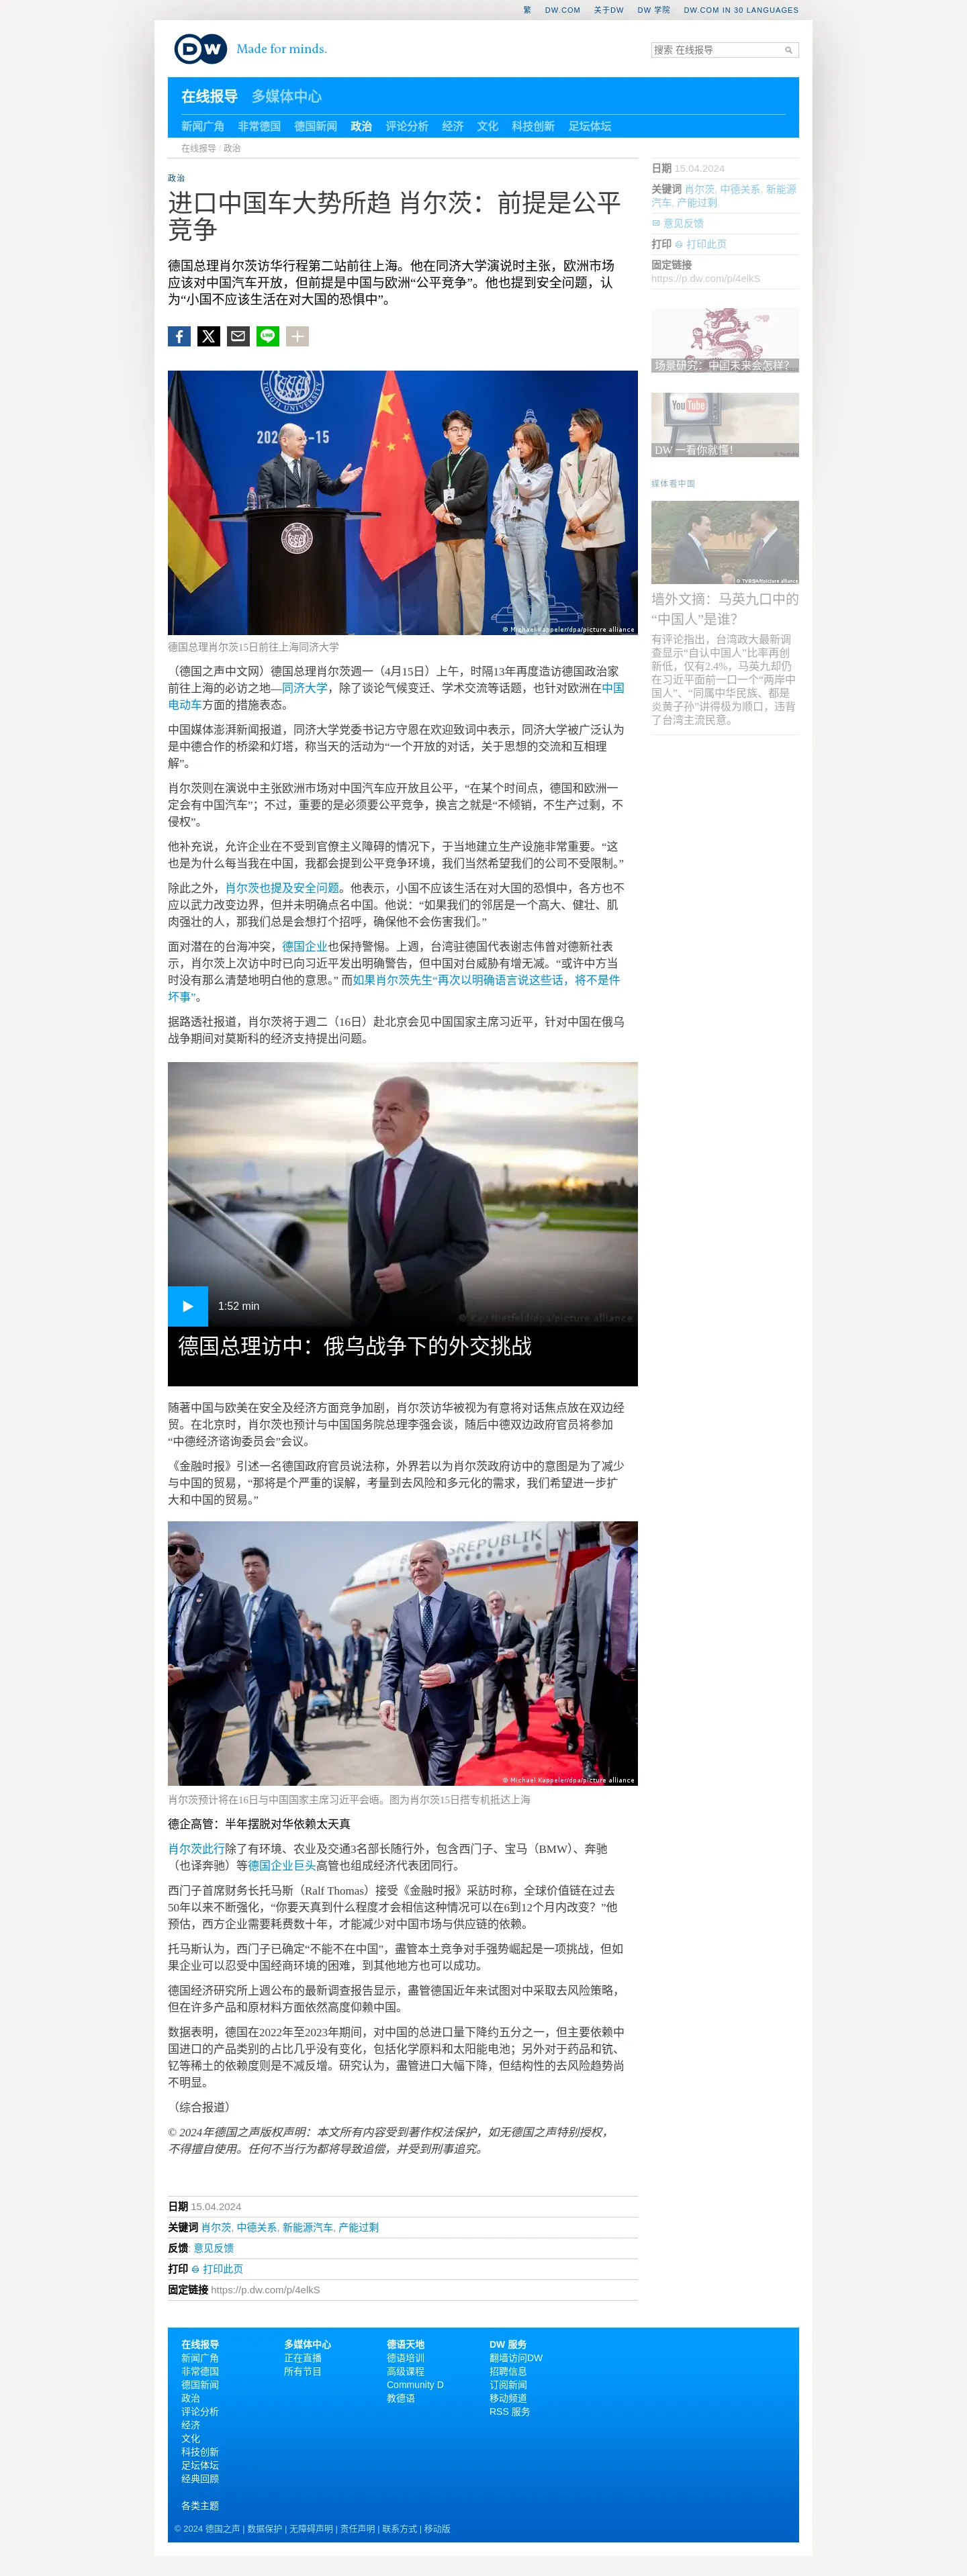 繁 DW.COM 关于DW DW 学院 DW.COM IN 30 LANGUAGES
DW Made for minds.
搜索 在线报导
在线报导 多媒体中心
新闻广角 非常德国 德国新闻 政治 评论分析 经济 文化 科技创新 足坛体坛
在线报导 / 政治
政治
进口中国车大势所趋 肖尔茨：前提是公平
竞争
德国总理肖尔茨访华行程第二站前往上海。他在同济大学演说时主张，欧洲市场
应该对中国汽车开放，但前提是中国与欧洲“公平竞争”。他也提到安全问题，认
为“小国不应该生活在对大国的恐惧中”。
TONGJI UNIVERSITY
© Michael Kappeler/dpa/picture alliance
德国总理肖尔茨15日前往上海同济大学
（德国之声中文网）德国总理肖尔茨週一（4月15日）上午，时隔13年再度造访德国政治家
前往上海的必访之地—同济大学，除了谈论气候变迁、学术交流等话题，也针对欧洲在中国
电动车方面的措施表态。
中国媒体澎湃新闻报道，同济大学党委书记方守恩在欢迎致词中表示，同济大学被广泛认为
是中德合作的桥梁和灯塔，称当天的活动为“一个开放的对话，关于思想的交流和互相理
解”。
肖尔茨则在演说中主张欧洲市场对中国汽车应开放且公平，“在某个时间点，德国和欧洲一
定会有中国汽车”；不过，重要的是必须要公平竞争，换言之就是“不倾销，不生产过剩，不
侵权”。
他补充说，允许企业在不受到官僚主义障碍的情况下，于当地建立生产设施非常重要。“这
也是为什么每当我在中国，我都会提到公平竞争环境，我们当然希望我们的公司不受限制。”
除此之外，肖尔茨也提及安全问题。他表示，小国不应该生活在对大国的恐惧中，各方也不
应以武力改变边界，但并未明确点名中国。他说：“如果我们的邻居是一个高大、健壮、肌
肉强壮的人，那我们总是会想打个招呼，确保他不会伤害我们。”
面对潜在的台海冲突，德国企业也保持警惕。上週，台湾驻德国代表谢志伟曾对德新社表
示，肖尔茨上次访中时已向习近平发出明确警告，但中国对台威胁有增无减。“或许中方当
时没有那么清楚地明白他的意思。” 而如果肖尔茨先生“再次以明确语言说这些话，将不是件
坏事”。
据路透社报道，肖尔茨将于週二（16日）赴北京会见中国国家主席习近平，针对中国在俄乌
战争期间对莫斯科的经济支持提出问题。
© Kay Nietfeld/dpa/picture alliance
1:52 min
德国总理访中：俄乌战争下的外交挑战
随著中国与欧美在安全及经济方面竞争加剧，肖尔茨访华被视为有意将对话焦点放在双边经
贸。在北京时，肖尔茨也预计与中国国务院总理李强会谈，随后中德双边政府官员将参加
“中德经济谘询委员会”会议。
《金融时报》引述一名德国政府官员说法称，外界若以为肖尔茨政府访中的意图是为了减少
与中国的贸易，“那将是个严重的误解，考量到去风险和多元化的需求，我们希望进一步扩
大和中国的贸易。”
BUNDESREPUBLIK
© Michael Kappeler/dpa/picture alliance
肖尔茨预计将在16日与中国国家主席习近平会晤。图为肖尔茨15日搭专机抵达上海
德企高管：半年摆脱对华依赖太天真
肖尔茨此行除了有环境、农业及交通3名部长随行外，包含西门子、宝马（BMW）、奔驰
（也译奔驰）等德国企业巨头高管也组成经济代表团同行。
西门子首席财务长托马斯（Ralf Thomas）接受《金融时报》采訪时称，全球价值链在过去
50年以来不断强化，“你要天真到什么程度才会相信这种情况可以在6到12个月内改变？”他
预估，西方企业需要耗费数十年，才能减少对中国市场与供应链的依赖。
托马斯认为，西门子已确定“不能不在中国”，盡管本土竞争对手强势崛起是一项挑战，但如
果企业可以忍受中国经商环境的困难，到其他地方也可以成功。
德国经济研究所上週公布的最新调查报告显示，盡管德国近年来试图对中采取去风险策略，
但在许多产品和原材料方面依然高度仰赖中国。
数据表明，德国在2022年至2023年期间，对中国的总进口量下降约五分之一，但主要依赖中
国进口的产品类别的占比几乎没有变化，包括化学原料和太阳能电池；另外对于药品和钪、
钇等稀土的依赖度则是不减反增。研究认为，盡管进口大幅下降，但结构性的去风险趋势尚
不明显。
（综合报道）
© 2024年德国之声版权声明：本文所有内容受到著作权法保护，如无德国之声特别授权，
不得擅自使用。任何不当行为都将导致追偿，并受到刑事追究。
日期 15.04.2024
关键词 肖尔茨, 中德关系, 新能源汽车, 产能过剩
反馈: 意见反馈
打印 打印此页
固定链接 https://p.dw.com/p/4elkS
日期 15.04.2024
关键词 肖尔茨, 中德关系, 新能源
汽车, 产能过剩
意见反馈
打印 打印此页
固定链接
https://p.dw.com/p/4elkS
场景研究：中国未来会怎样？
YouTube
DW 一看你就懂！
媒体看中国
墙外文摘：马英九口中的
“中国人”是谁？
有评论指出，台湾政大最新调
查显示“自认中国人”比率再创
新低，仅有2.4%，马英九却仍
在习近平面前一口一个“两岸中
国人”、“同属中华民族、都是
炎黄子孙”讲得极为顺口，违背
了台湾主流民意。
在线报导
新闻广角
非常德国
德国新闻
政治
评论分析
经济
文化
科技创新
足坛体坛
经典回顾
各类主题
多媒体中心
正在直播
所有节目
德语天地
德语培训
高级课程
Community D
教德语
DW 服务
翻墙访问DW
招聘信息
订阅新闻
移动频道
RSS 服务
© 2024 德国之声 | 数据保护 | 无障碍声明 | 责任声明 | 联系方式 | 移动版